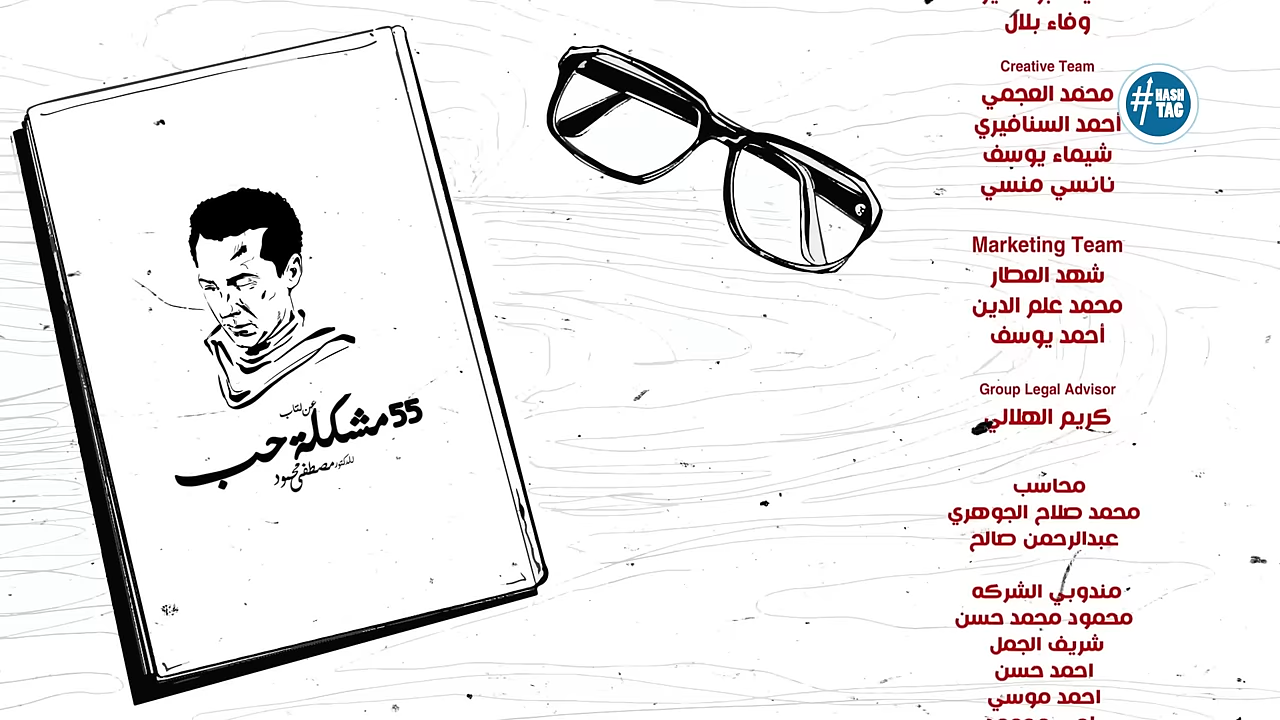 عن كتاب
55 مشكلة حب
للدكتور مصطفى محمود
وفاء بلال
Creative Team
محمد العجمي
أحمد السنافيري
شيماء يوسف
نانسي منسي
# HASH TAG
Marketing Team
شهد العطار
محمد علم الدين
أحمد يوسف
Group Legal Advisor
كريم الهلالي
محاسب
محمد صلاح الجوهري
عبدالرحمن صالح
مندوبي الشركه
محمود محمد حسن
شريف الجمل
احمد حسن
احمد موسي